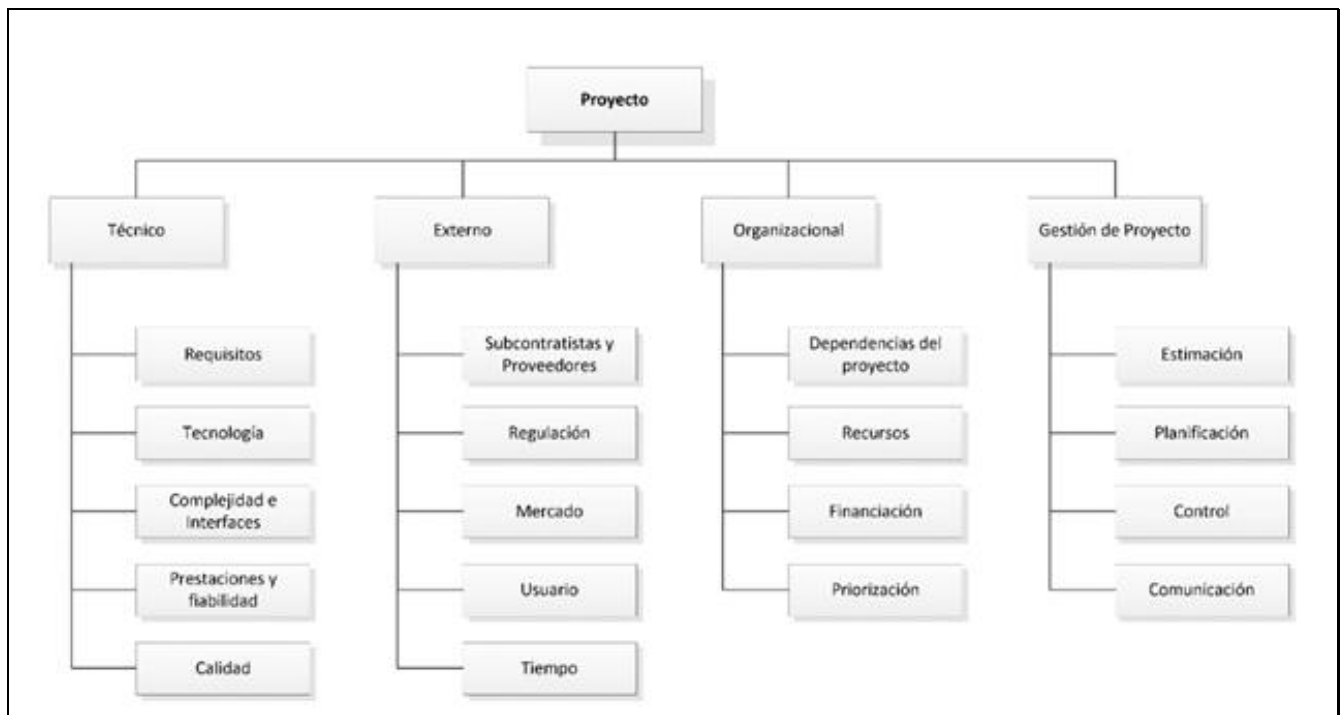 Proyecto
Técnico
Externo
Organizacional
Gestión de Proyecto
Requisitos
Tecnología
Complejidad e
Interfaces
Prestaciones y
fiabilidad
Calidad
Subcontratistas y
Proveedores
Regulación
Mercado
Usuario
Tiempo
Dependencias del
proyecto
Recursos
Financiación
Priorización
Estimación
Planificación
Control
Comunicación